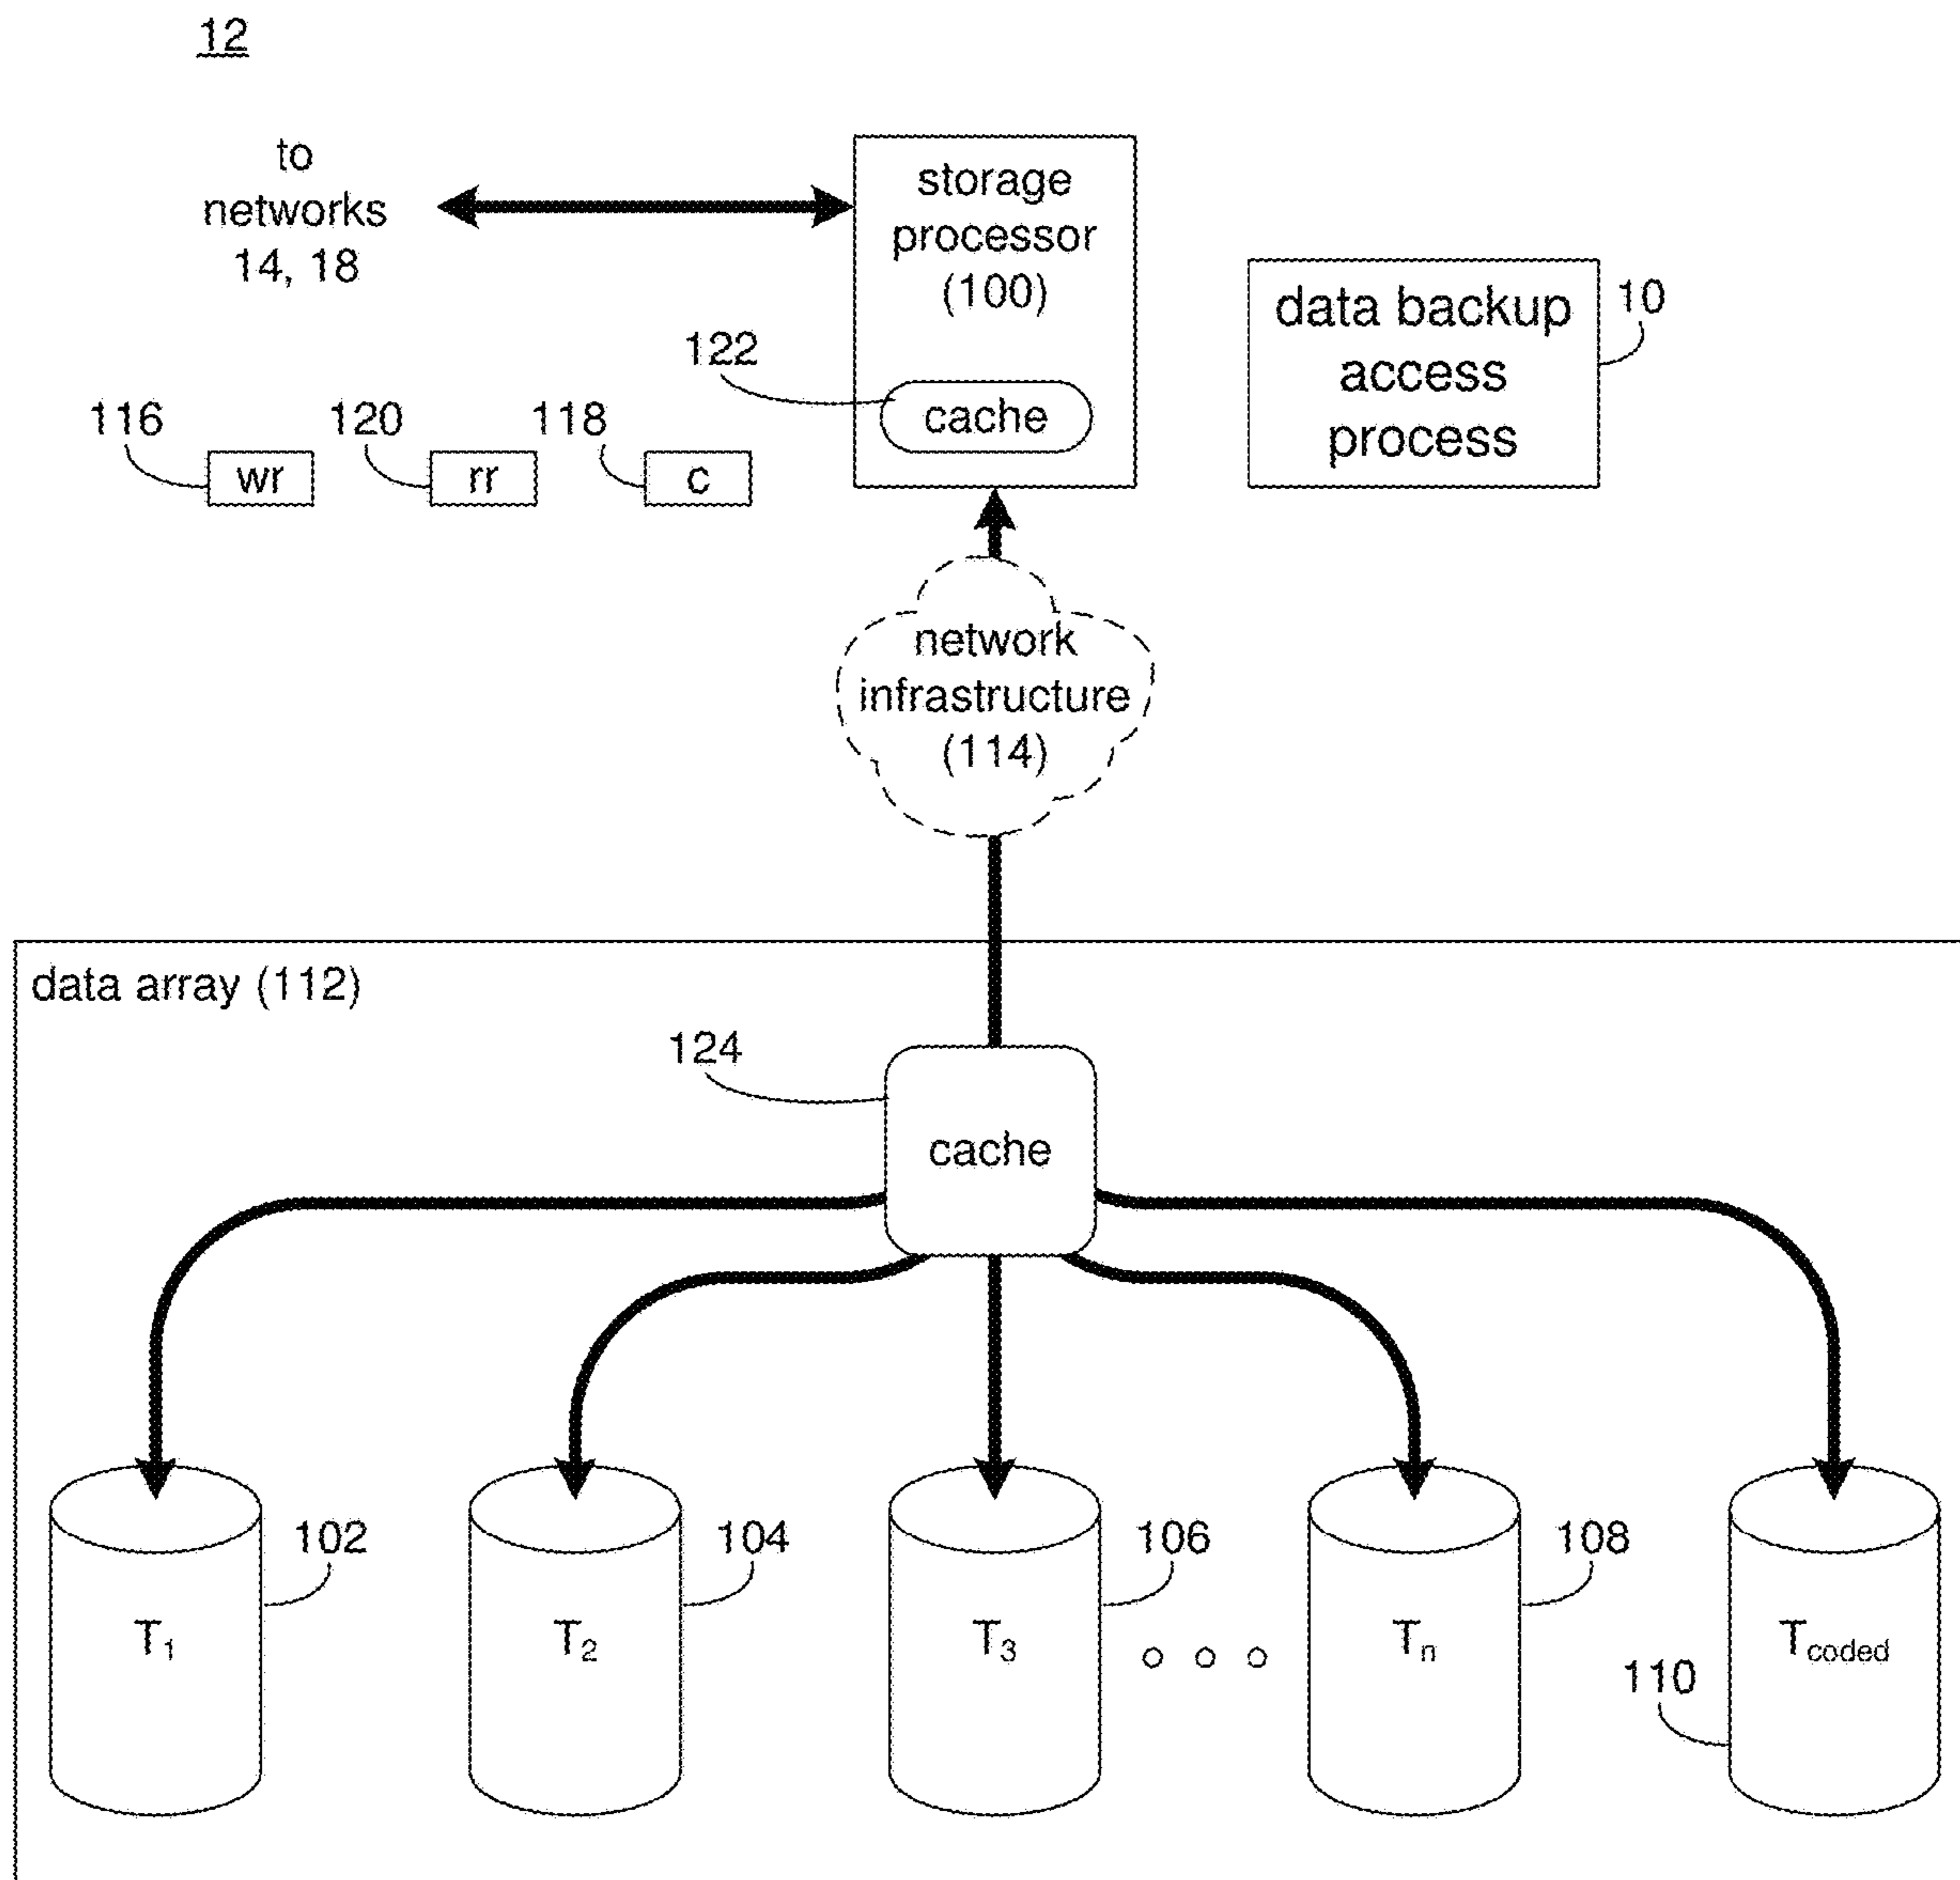 12
to
networks
14, 18
storage
processor
(100)
data backup
access
process
10
122
cache
116
120
118
wr
rr
c
network
infrastructure
(114)
data array (112)
124
cache
102
104
106
108
T1
T2
T3
Tn
Tcoded
110